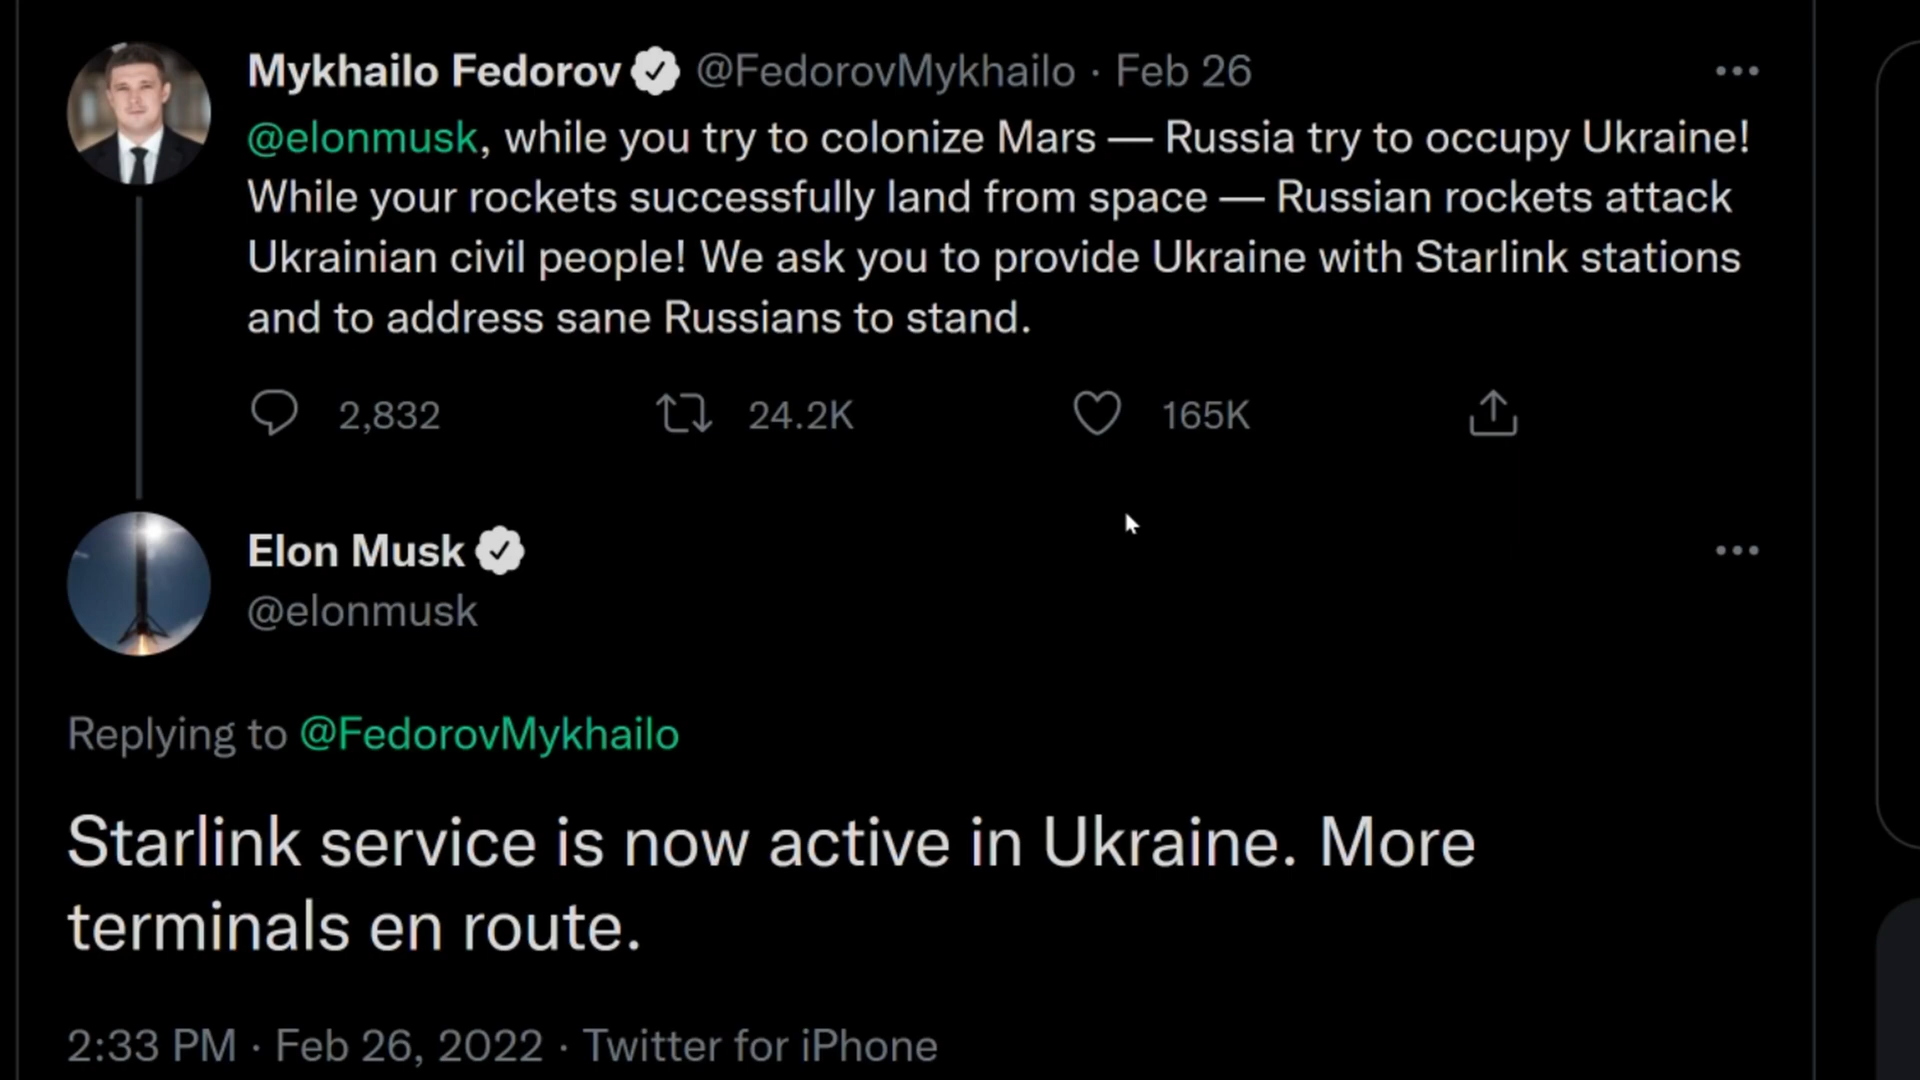 Mykhailo Fedorov @FedorovMykhailo · Feb 26
@elonmusk, while you try to colonize Mars — Russia try to occupy Ukraine!
While your rockets successfully land from space — Russian rockets attack
Ukrainian civil people! We ask you to provide Ukraine with Starlink stations
and to address sane Russians to stand.
2,832 24.2K 165K
Elon Musk
@elonmusk
Replying to @FedorovMykhailo
Starlink service is now active in Ukraine. More
terminals en route.
2:33 PM · Feb 26, 2022 · Twitter for iPhone